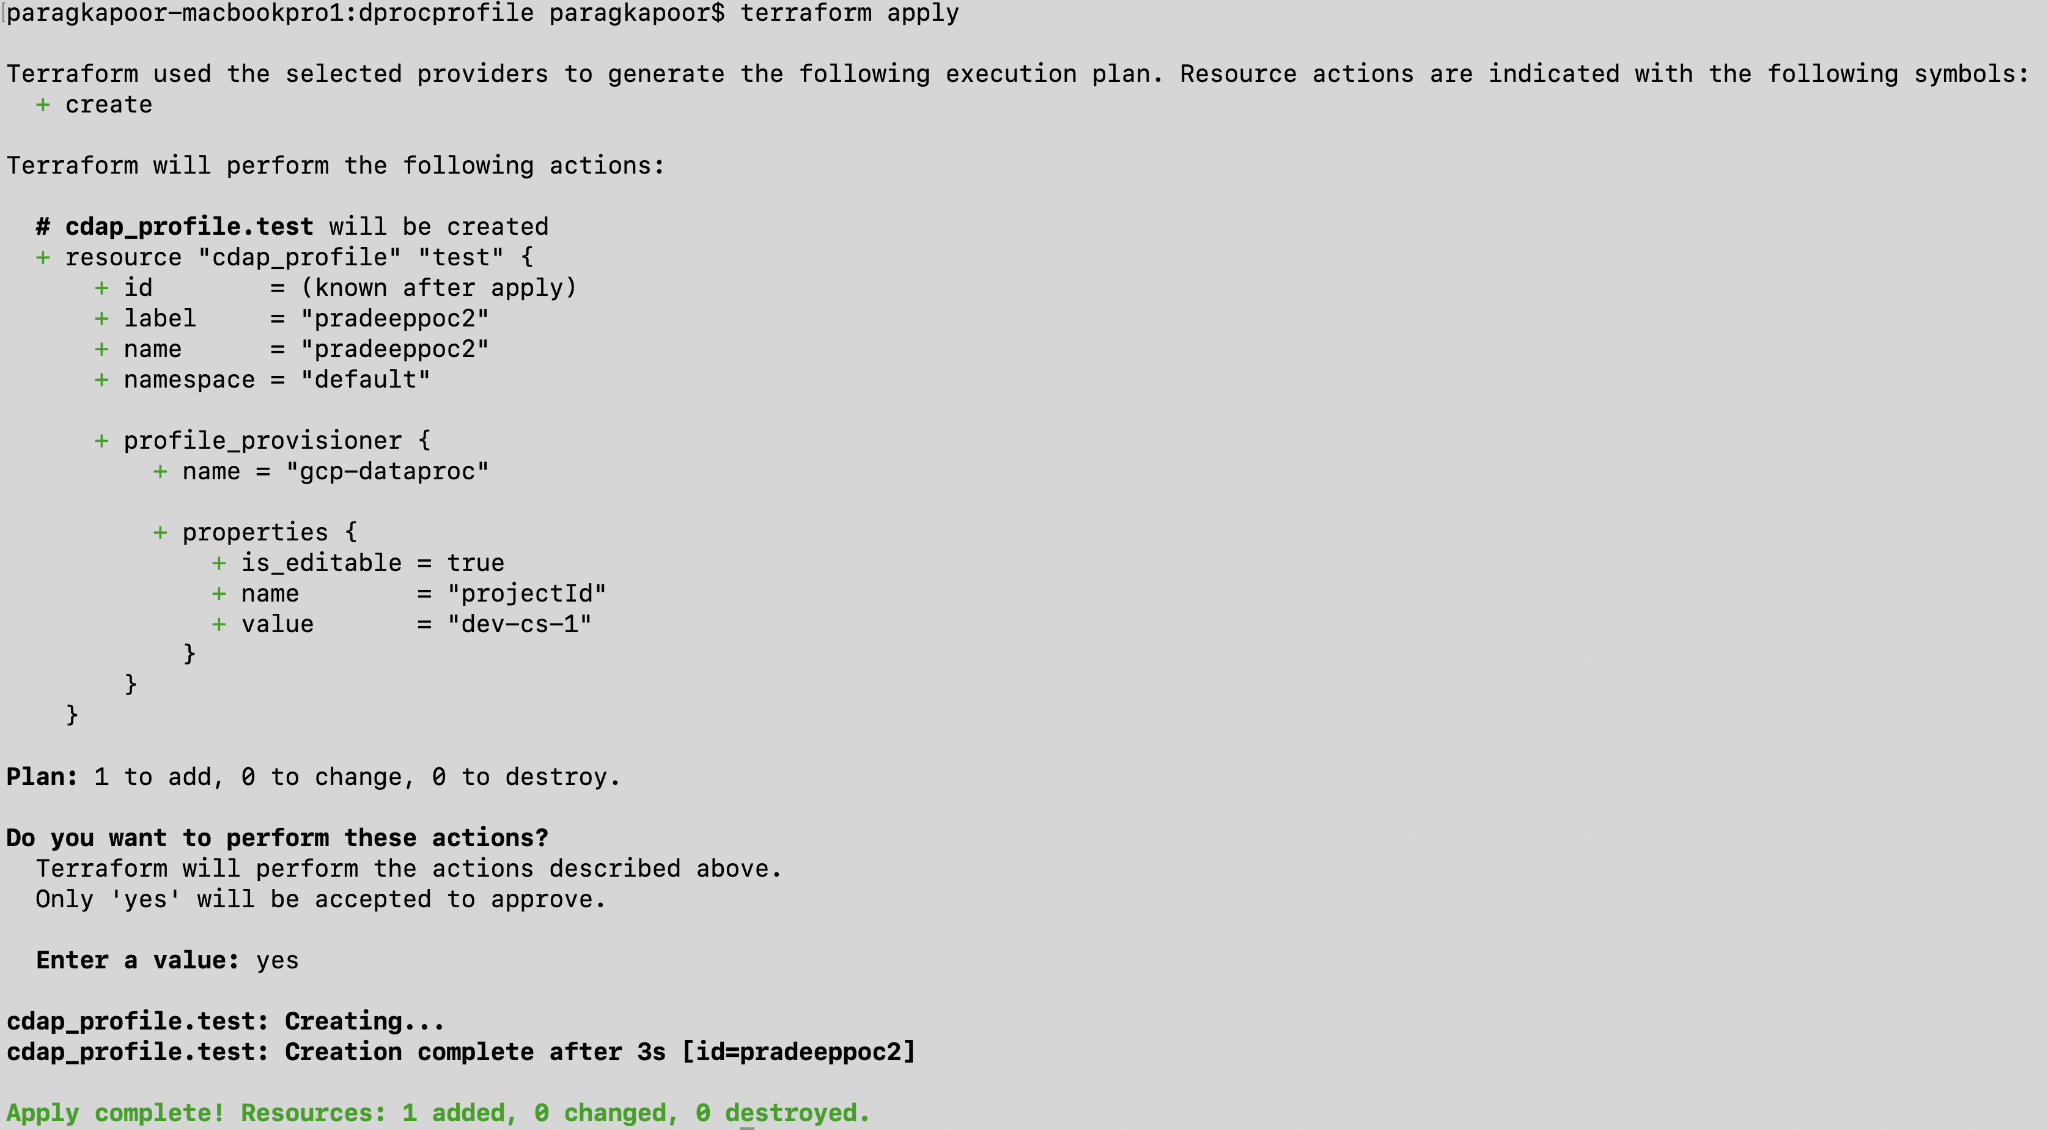 paragkapoor-macbookpro1:dprocprofile paragkapoor$ terraform apply

Terraform used the selected providers to generate the following execution plan. Resource actions are indicated with the following symbols:
  + create

Terraform will perform the following actions:

  # cdap_profile.test will be created
  + resource "cdap_profile" "test" {
      + id        = (known after apply)
      + label     = "pradeeppoc2"
      + name      = "pradeeppoc2"
      + namespace = "default"

      + profile_provisioner {
          + name = "gcp-dataproc"

          + properties {
              + is_editable = true
              + name        = "projectId"
              + value       = "dev-cs-1"
            }
        }
    }

Plan: 1 to add, 0 to change, 0 to destroy.

Do you want to perform these actions?
  Terraform will perform the actions described above.
  Only 'yes' will be accepted to approve.

  Enter a value: yes

cdap_profile.test: Creating...
cdap_profile.test: Creation complete after 3s [id=pradeeppoc2]

Apply complete! Resources: 1 added, 0 changed, 0 destroyed.